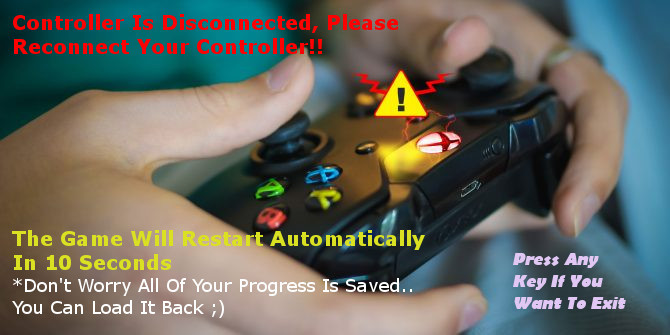 Controller Is Disconnected, Please
Reconnect Your Controller!!
!
The Game Will Restart Automatically
In 10 Seconds
*Don't Worry All Of Your Progress Is Saved..
You Can Load It Back ;)
Press Any
Key If You
Want To Exit